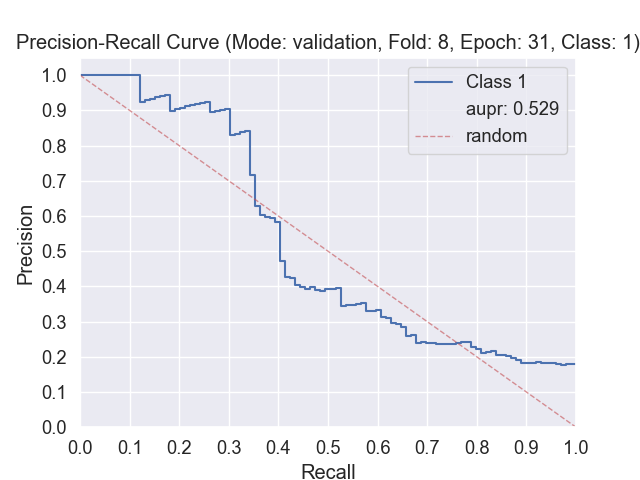 Precision-Recall Curve (Mode: validation, Fold: 8, Epoch: 31, Class: 1)
Class 1
aupr: 0.529
random
1.0
0.9
0.8
0.7
0.6
0.5
0.4
0.3
0.2
0.1
0.0
Precision
0.0 0.1 0.2 0.3 0.4 0.5 0.6 0.7 0.8 0.9 1.0
Recall